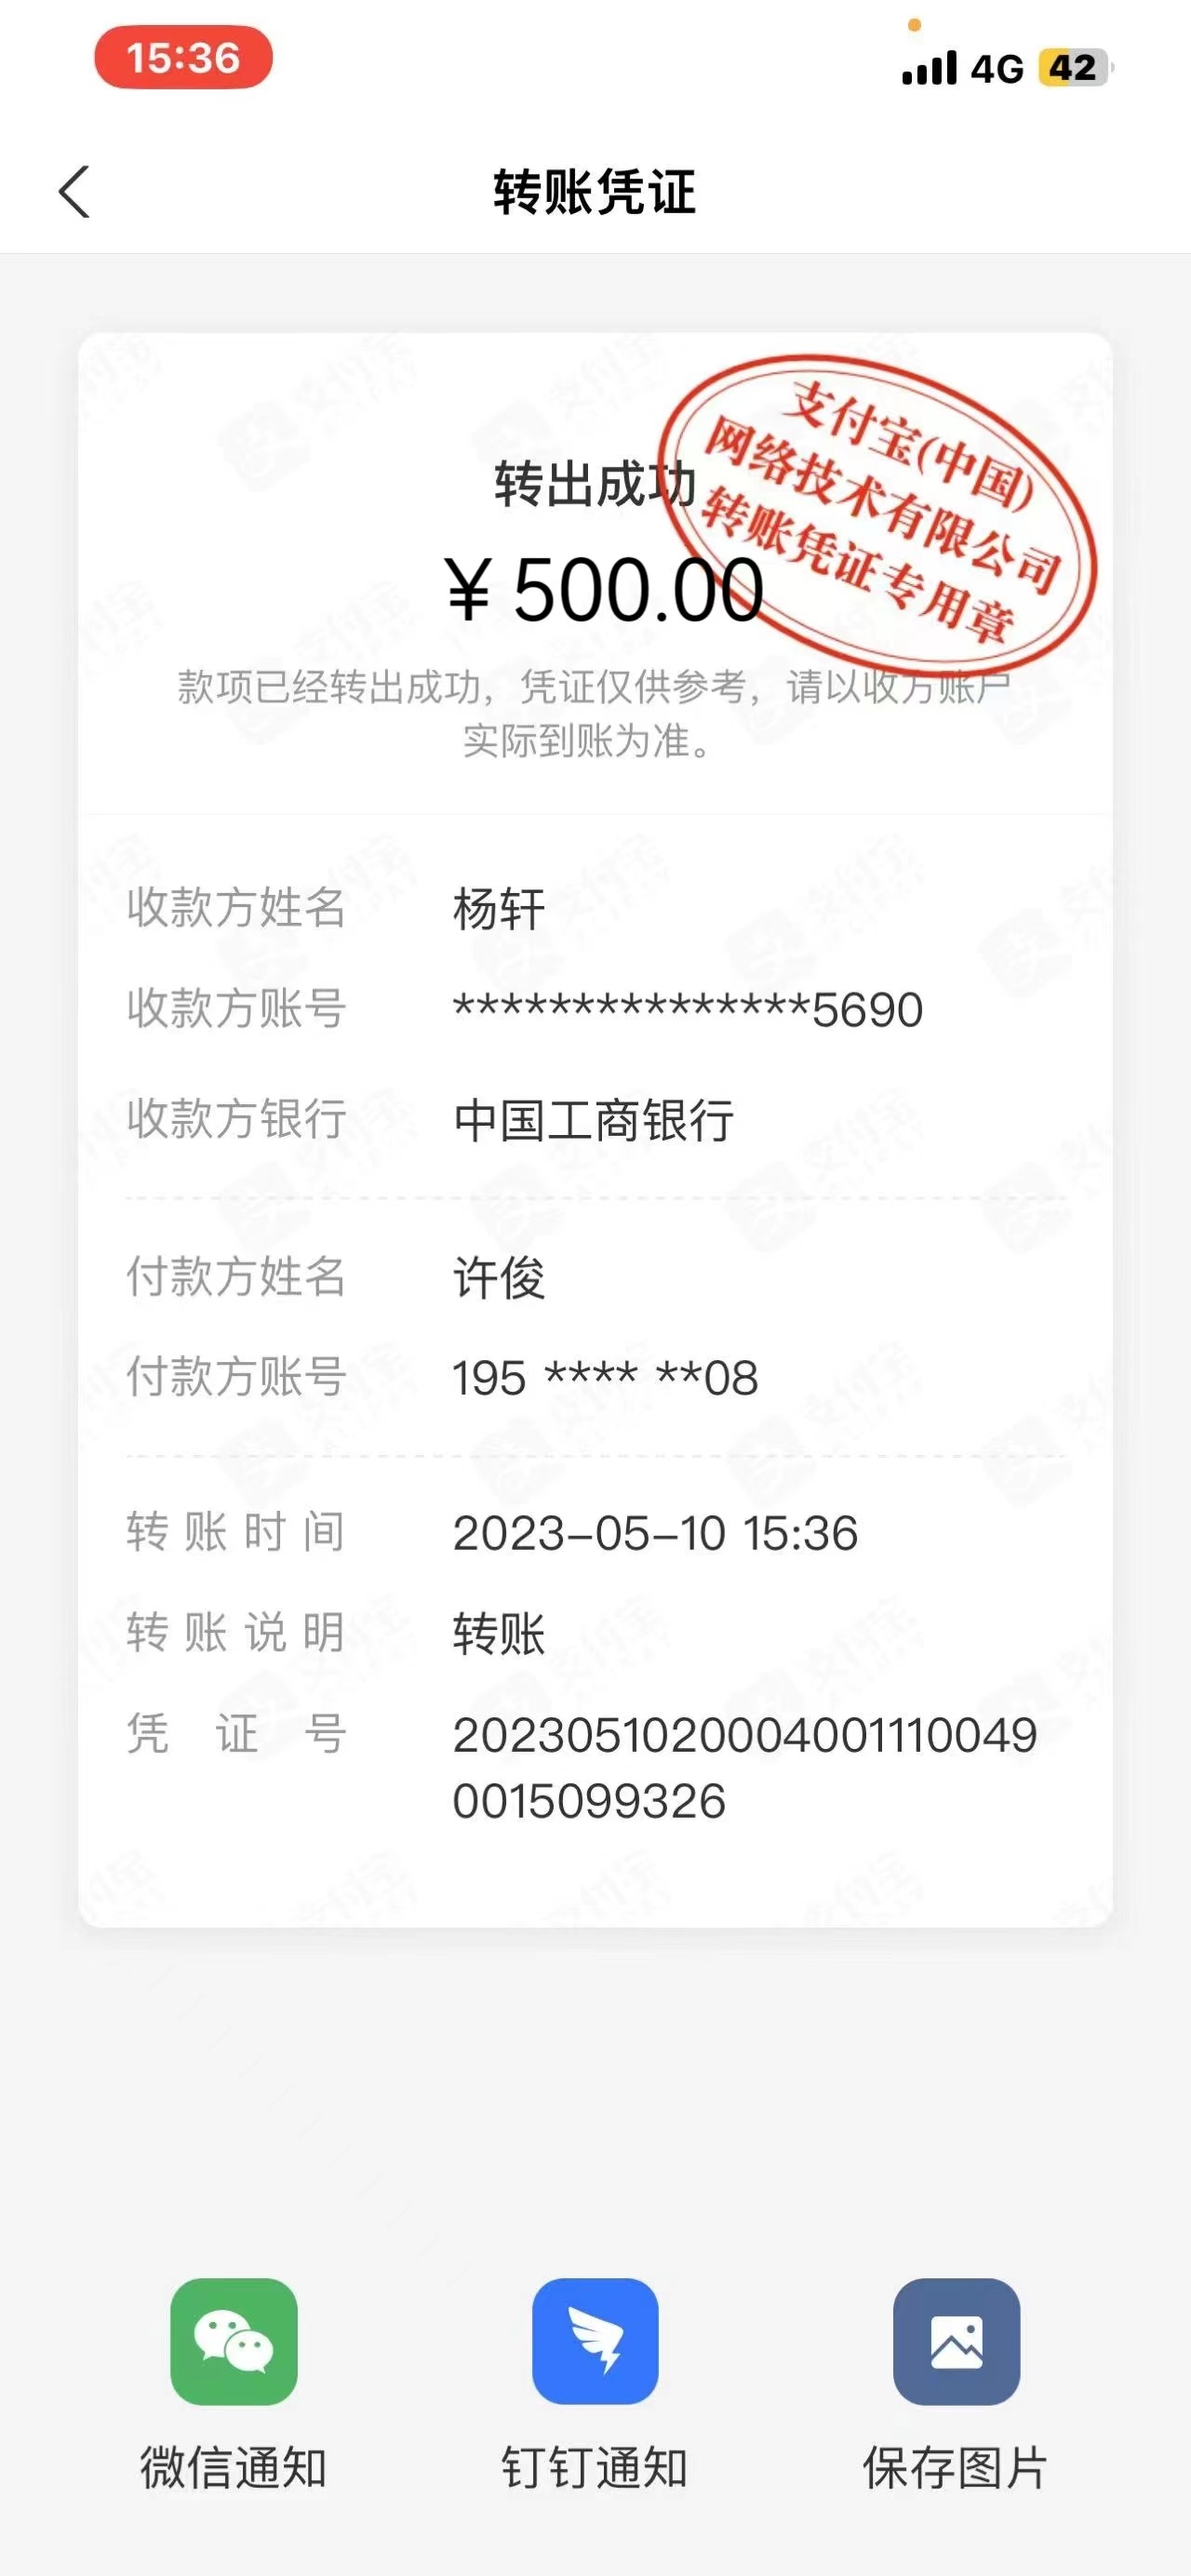 15:36
4G 42
转账凭证
支付宝(中国)
网络技术有限公司
转账凭证专用章
转出成功
¥500.00
款项已经转出成功，凭证仅供参考，请以收方账户
实际到账为准。
收款方姓名 杨轩
收款方账号 ***************5690
收款方银行 中国工商银行
付款方姓名 许俊
付款方账号 195 **** **08
转账时间 2023-05-10 15:36
转账说明 转账
凭证号 2023051020004001110049
0015099326
微信通知 钉钉通知 保存图片